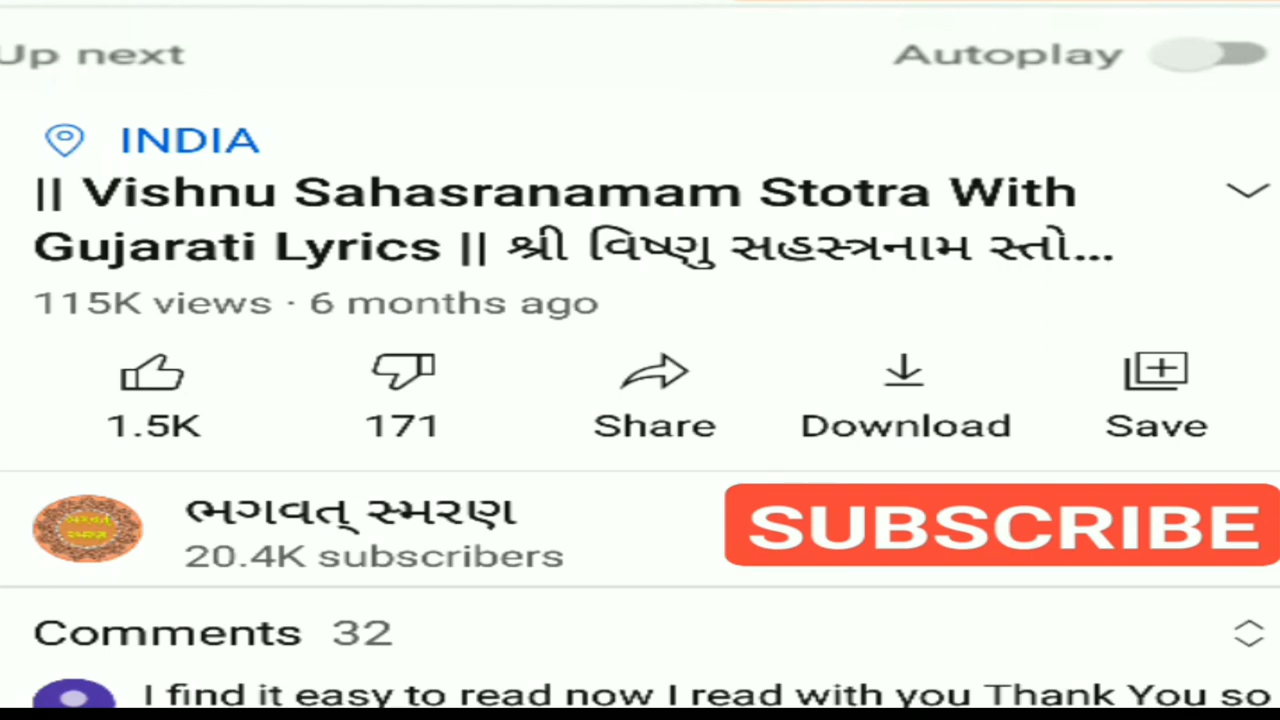 Up next
Autoplay
INDIA
|| Vishnu Sahasranamam Stotra With
Gujarati Lyrics || શ્રી વિષ્ણુ સહસ્ત્રનામ સ્તો...
115K views · 6 months ago
1.5K
171
Share
Download
Save
ભગવત્ સ્મરણ
ભગવત્
સ્મરણ
20.4K subscribers
SUBSCRIBE
Comments 32
I find it easy to read now I read with you Thank You so